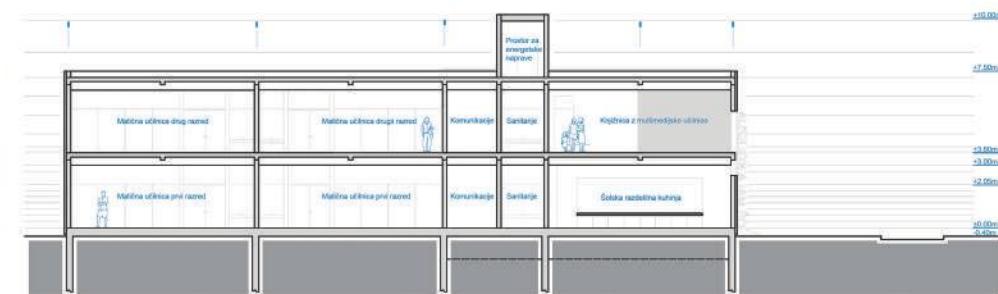 +10.00m
Prostor za
energetske
naprave
+7.50m
Matična učilnica drug razred
Matična učilnica drugi razred
Komunikacije
Sanitarije
Knjižnica z multimedijsko učilnico
+3.60m
+3.00m
+2.05m
Matična učilnica prvi razred
Matična učilnica prvi razred
Komunikacije
Sanitarije
Šolska razdelilna kuhinja
±0.00m
-0.40m